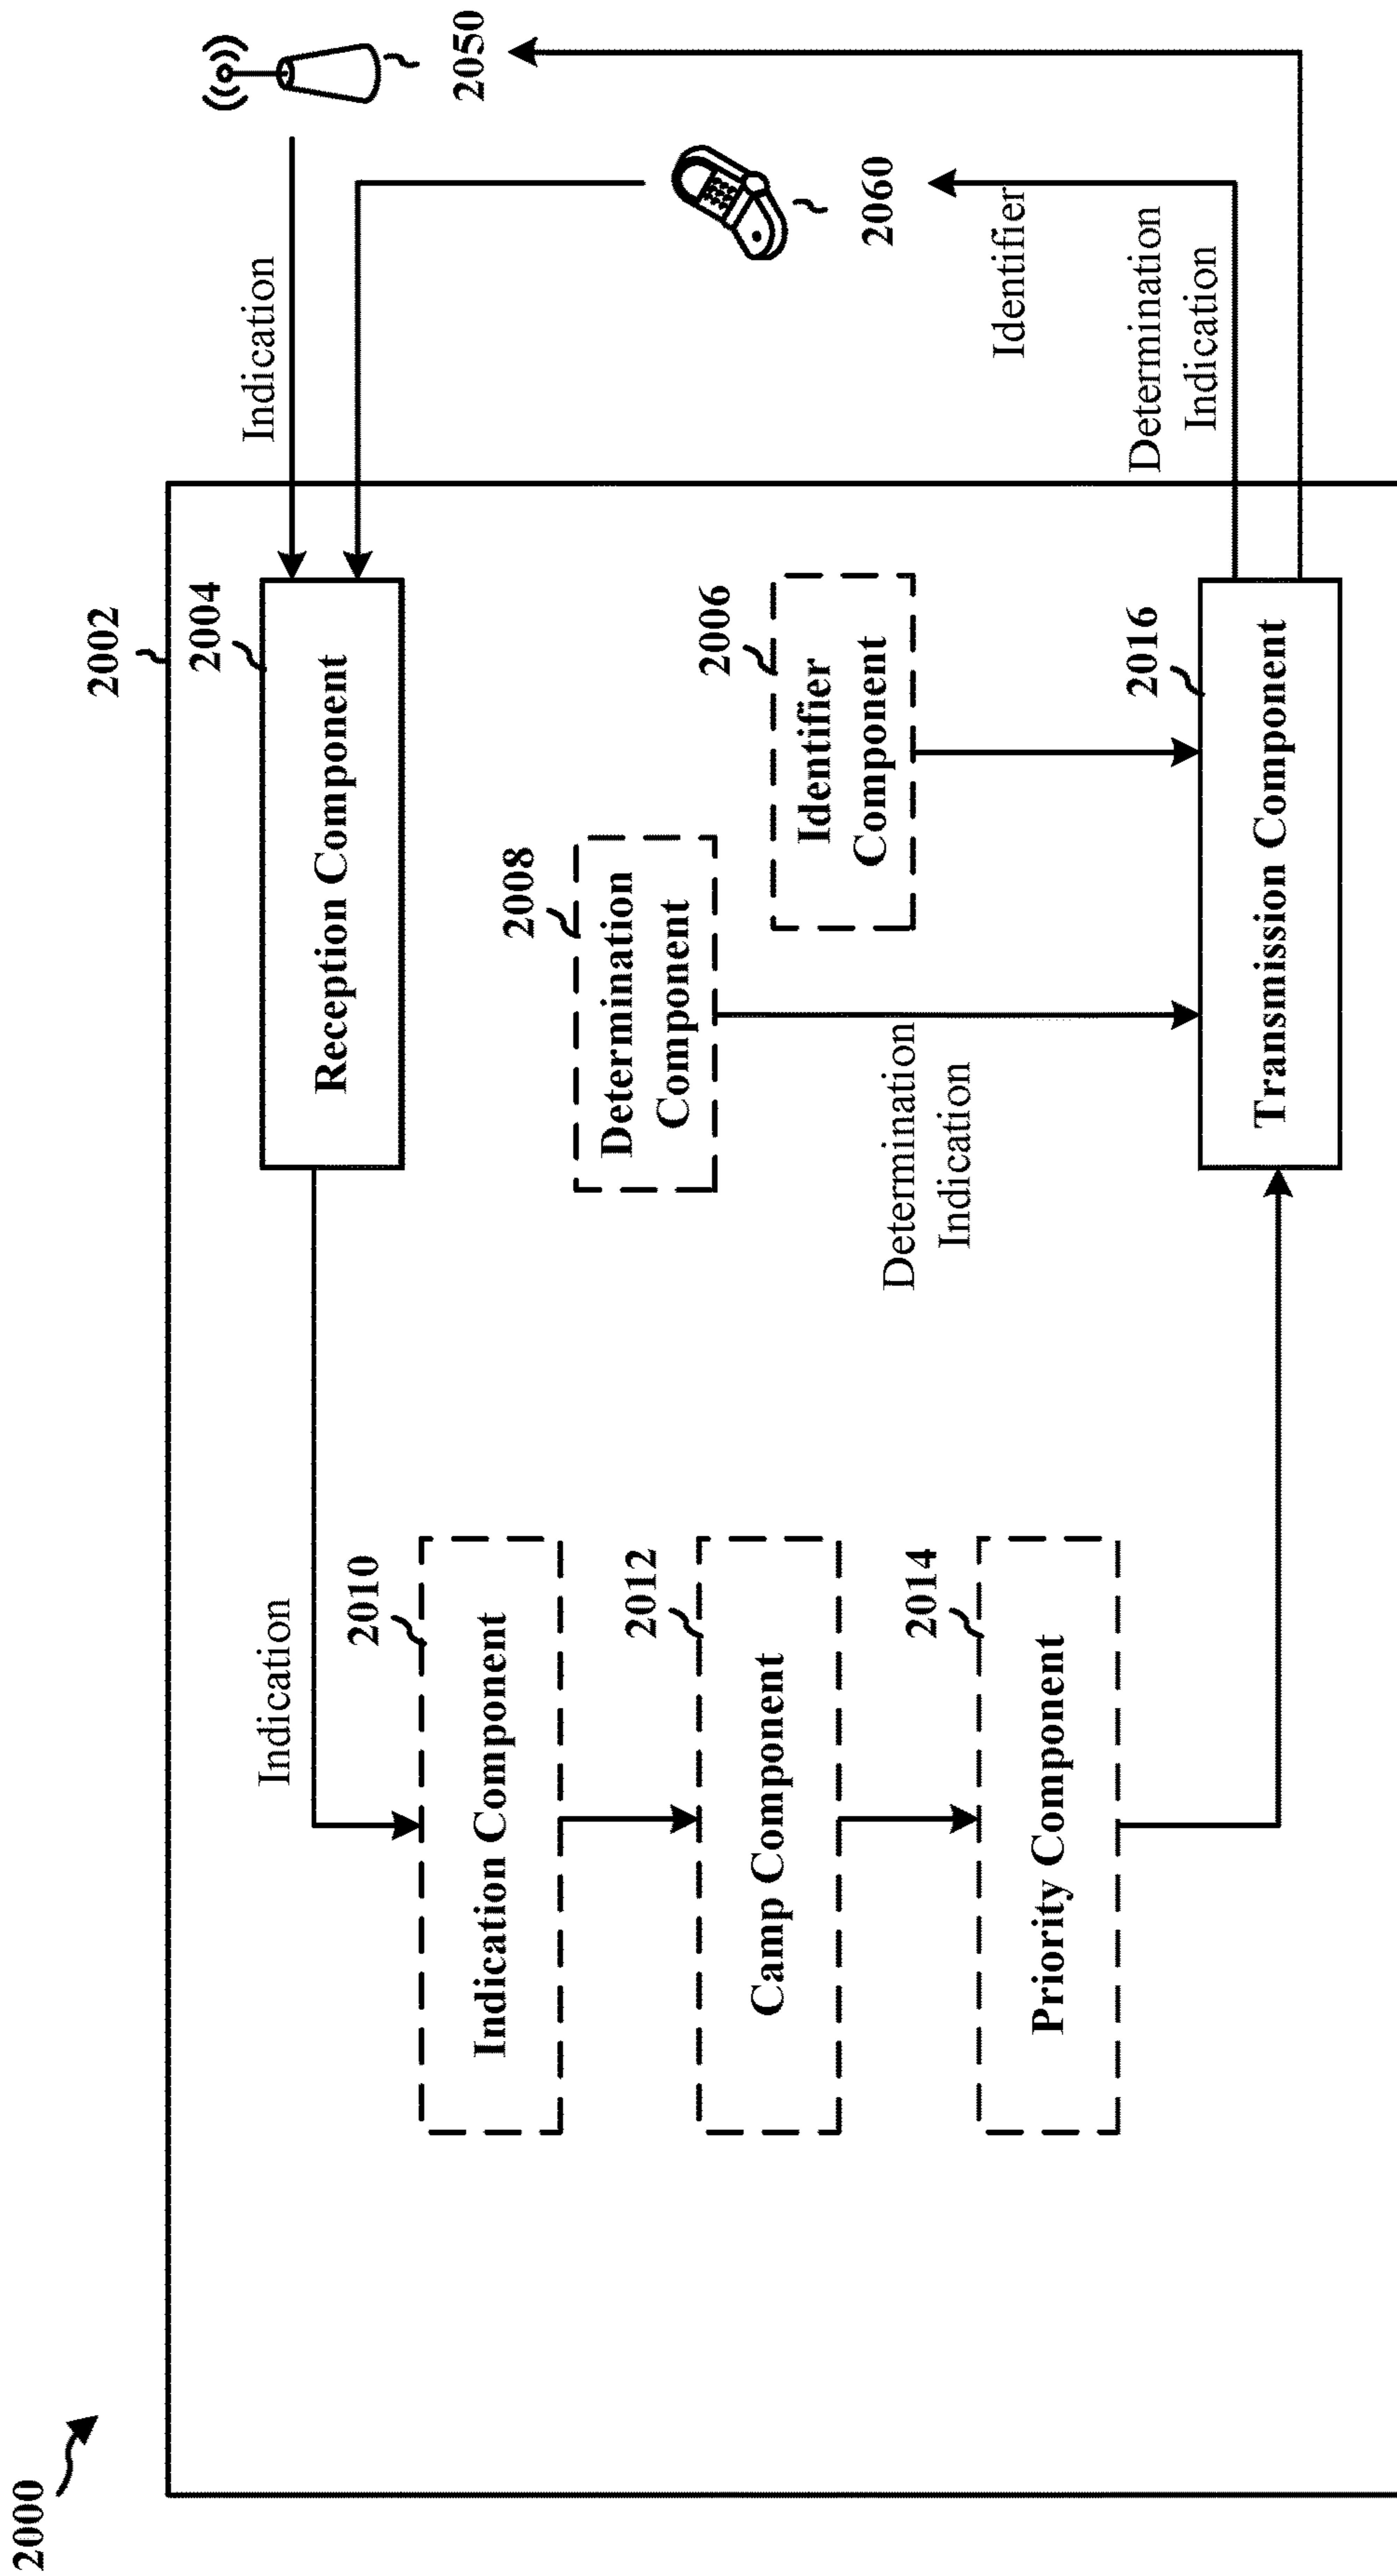 2000
2002
2004
Reception Component
Indication
2050
2060
Indication
2010
Indication Component
2012
Camp Component
2014
Priority Component
2008
Determination
Component
2006
Identifier
Component
Determination
Indication
2016
Transmission Component
Identifier
Determination
Indication